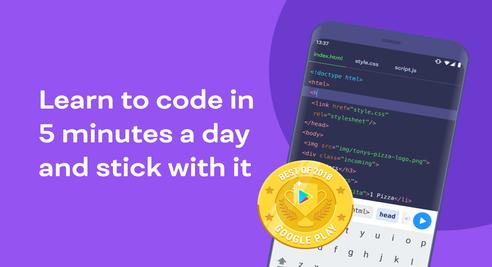 Learn to code in
5 minutes a day
and stick with it
13:37
index.html style.css script.js
<!doctype html>
<html>
<h
<link href="style.css"
rel="stylesheet"/>
</head>
<body>
<img src="img/tonys-pizza-logo.png">
<div class="incoming">
</h3>
">1 Pizza</li>
BEST OF 2018
GOOGLE PLAY
html> head
t y u i o p
f g h j k l